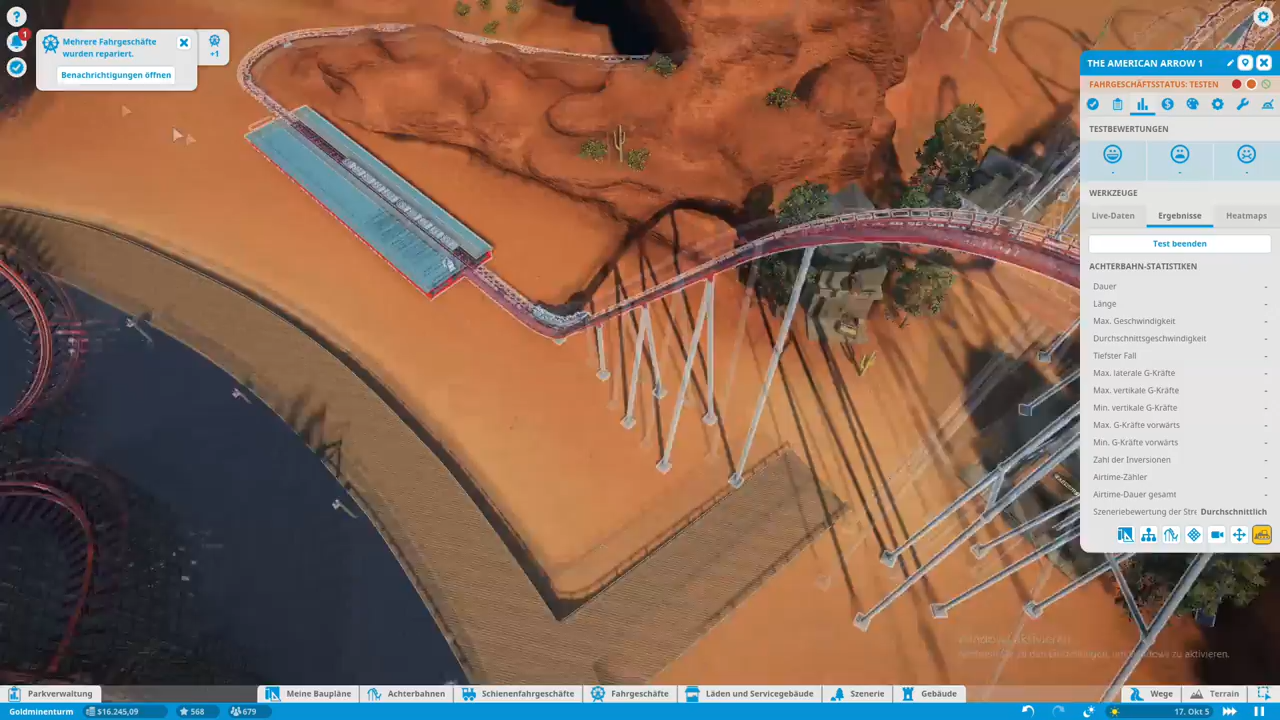 ?
1
Mehrere Fahrgeschäfte
wurden repariert.
+1
Benachrichtigungen öffnen
THE AMERICAN ARROW 1
FAHRGESCHÄFTSSTATUS: TESTEN
TESTBEWERTUNGEN
- - -
WERKZEUGE
Live-Daten Ergebnisse Heatmaps
Test beenden
ACHTERBAHN-STATISTIKEN
Dauer -
Länge -
Max. Geschwindigkeit -
Durchschnittsgeschwindigkeit -
Tiefster Fall -
Max. laterale G-Kräfte -
Max. vertikale G-Kräfte -
Min. vertikale G-Kräfte -
Max. G-Kräfte vorwärts -
Min. G-Kräfte vorwärts -
Zahl der Inversionen -
Airtime-Zähler -
Airtime-Dauer gesamt -
Szeneriebewertung der Stre Durchschnittlich
zu aktivieren.
Parkverwaltung Meine Baupläne Achterbahnen Schienenfahrgeschäfte Fahrgeschäfte Läden und Servicegebäude Szenerie Gebäude Wege Terrain
Goldminenturm $16.245,09 568 679 17. Okt 5